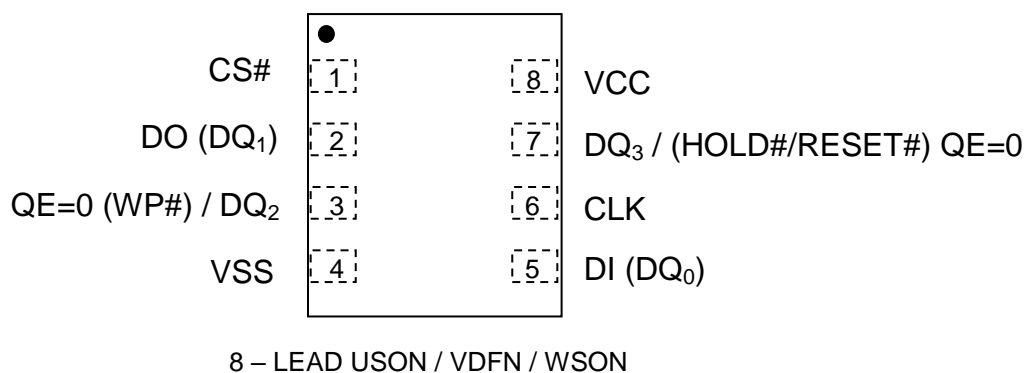 CS# 1 8 VCC
DO (DQ₁) 2 7 DQ₃ / (HOLD#/RESET#) QE=0
QE=0 (WP#) / DQ₂ 3 6 CLK
VSS 4 5 DI (DQ₀)
8 – LEAD USON / VDFN / WSON